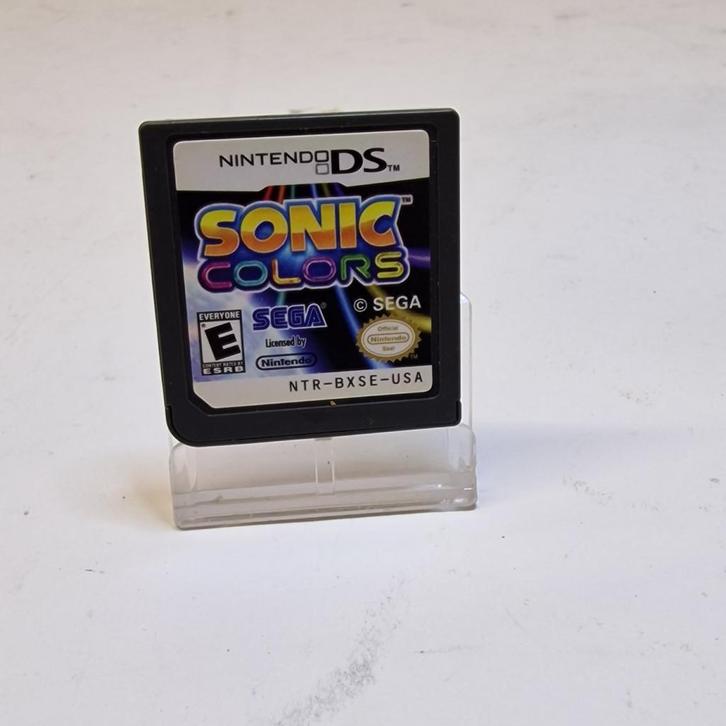 NINTENDO DS™
SONIC™
COLORS
© SEGA
EVERYONE
E
CONTENT RATED BY
ESRB
SEGA®
Licensed by
Nintendo
Official
Nintendo
Seal
TM
NTR-BXSE-USA